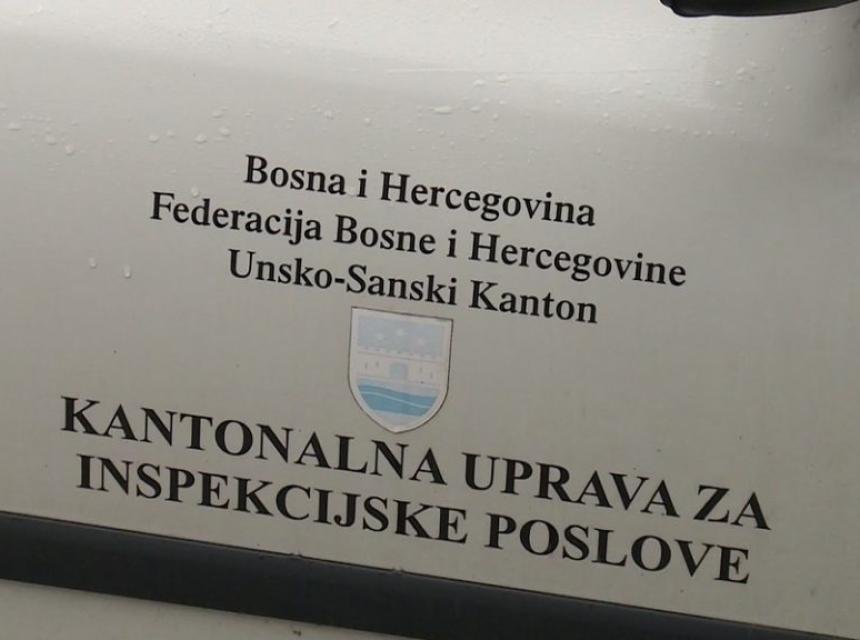 Bosna i Hercegovina
Federacija Bosne i Hercegovine
Unsko-Sanski Kanton
KANTONALNA UPRAVA ZA
INSPEKCIJSKE POSLOVE